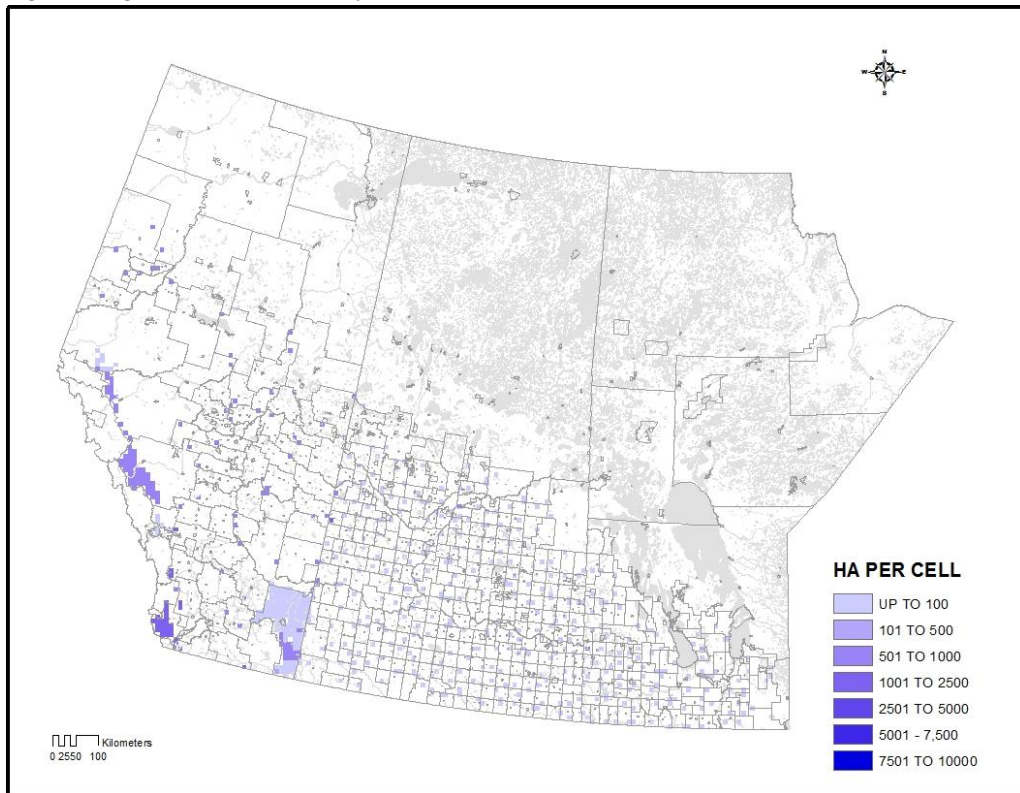 N
W E
S
HA PER CELL
UP TO 100
101 TO 500
501 TO 1000
1001 TO 2500
2501 TO 5000
5001 - 7,500
7501 TO 10000
Kilometers
0 2550 100